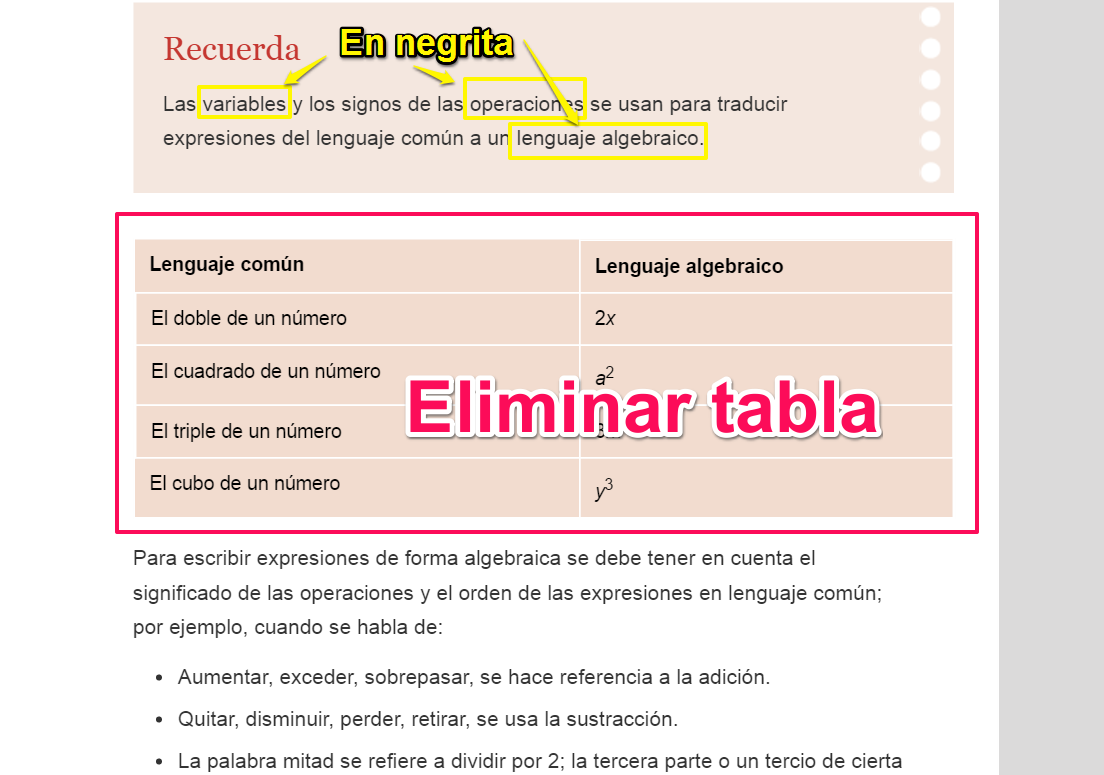 Recuerda
En negrita
Las variables y los signos de las operaciones se usan para traducir
expresiones del lenguaje común a un lenguaje algebraico.
Lenguaje común Lenguaje algebraico
El doble de un número 2x
El cuadrado de un número a²
Eliminar tabla
El triple de un número
El cubo de un número y³
Para escribir expresiones de forma algebraica se debe tener en cuenta el
significado de las operaciones y el orden de las expresiones en lenguaje común;
por ejemplo, cuando se habla de:
• Aumentar, exceder, sobrepasar, se hace referencia a la adición.
• Quitar, disminuir, perder, retirar, se usa la sustracción.
• La palabra mitad se refiere a dividir por 2; la tercera parte o un tercio de cierta